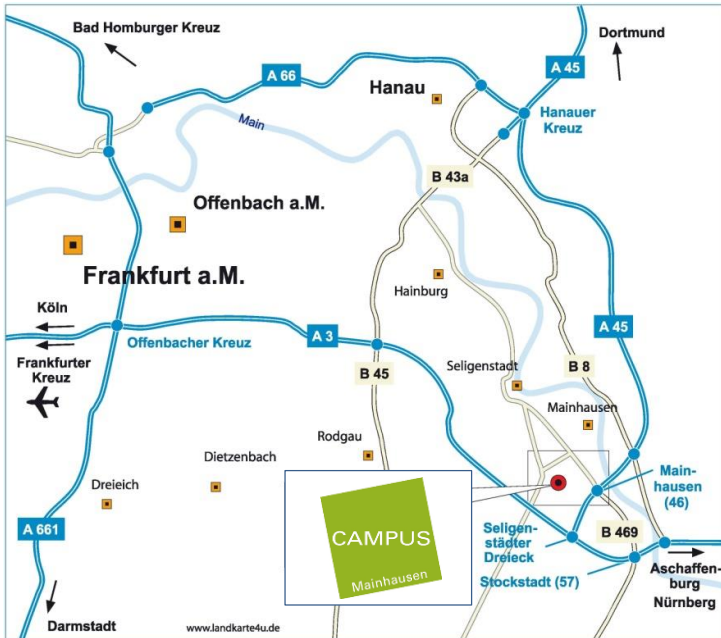 Bad Homburger Kreuz
Dortmund
A 66
A 45
Hanau
Hanauer
Kreuz
Main
B 43a
Offenbach a.M.
Frankfurt a.M.
Hainburg
Köln
Offenbacher Kreuz
A 3
A 45
Frankfurter
Kreuz
B 45
Seligenstadt
B 8
Mainhausen
Rodgau
Dietzenbach
Dreieich
Main-
hausen
(46)
A 661
CAMPUS
Mainhausen
Seligen-
städter
Dreieck
B 469
Stockstadt (57)
Aschaffen-
burg
Nürnberg
Darmstadt
www.landkarte4u.de